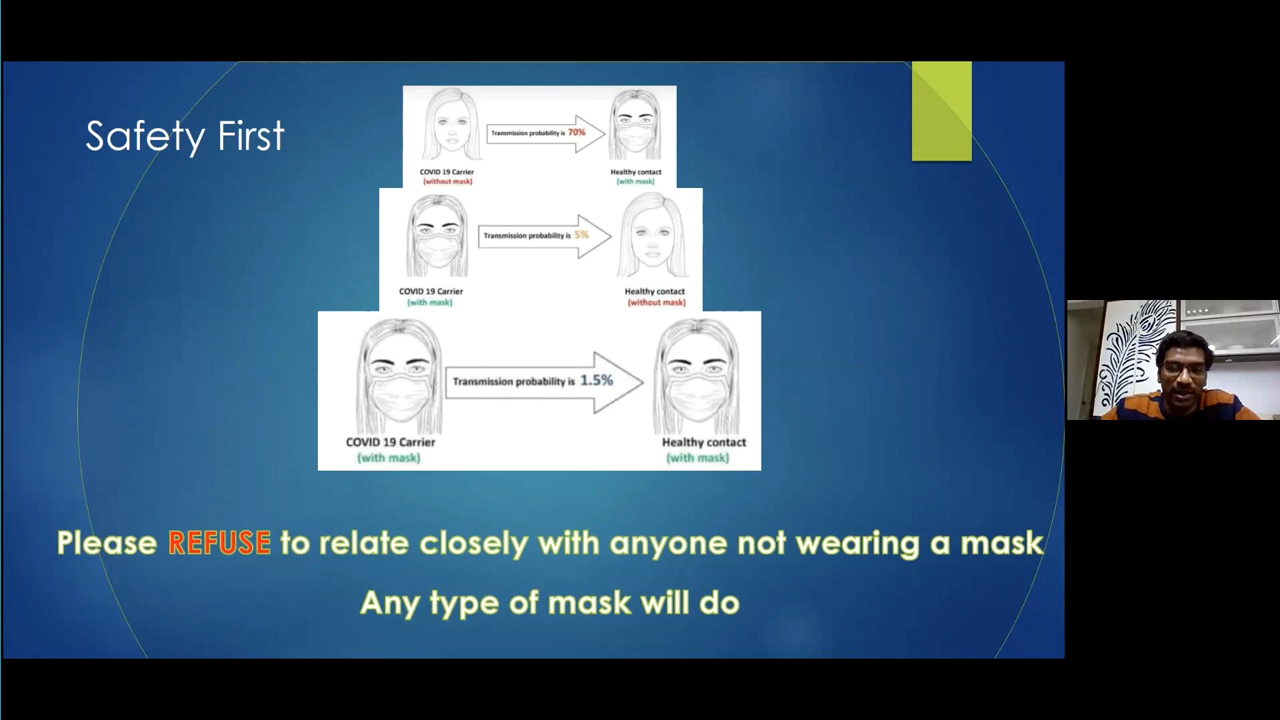 Safety First
Transmission probability is 70%
COVID 19 Carrier
(without mask)
Healthy contact
(with mask)
Transmission probability is 5%
COVID 19 Carrier
(with mask)
Healthy contact
(without mask)
Transmission probability is 1.5%
COVID 19 Carrier
(with mask)
Healthy contact
(with mask)
Please REFUSE to relate closely with anyone not wearing a mask
Any type of mask will do